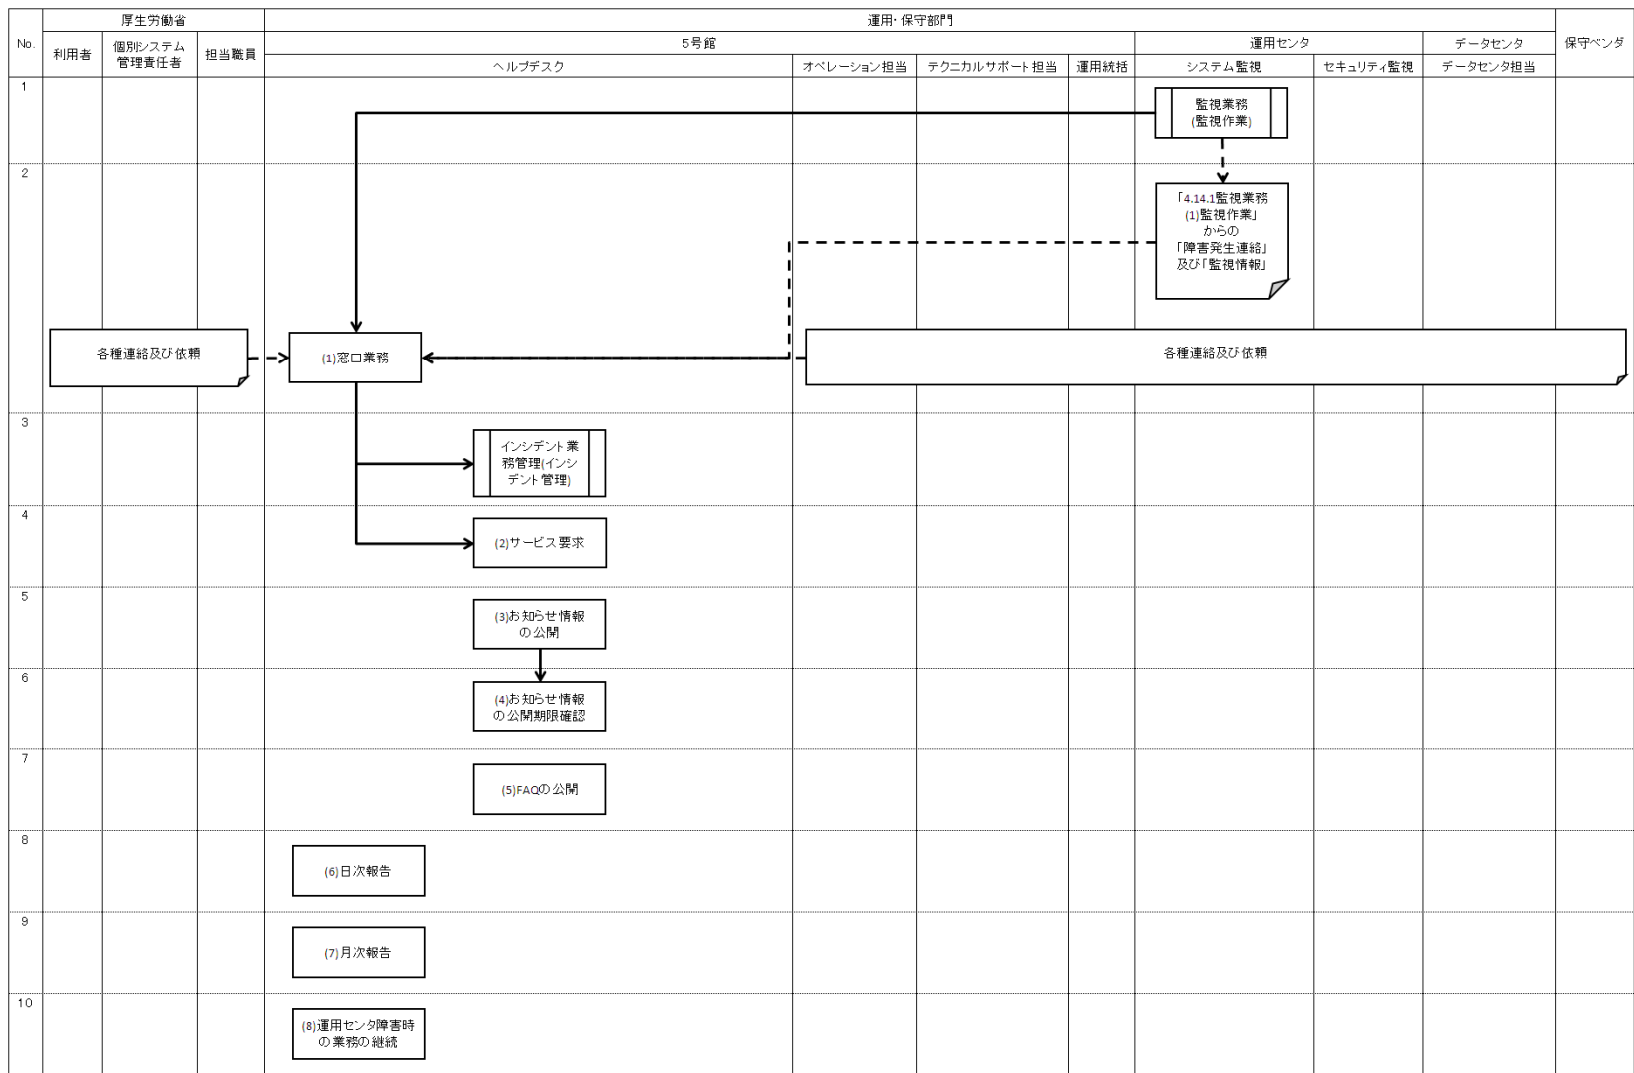 No.
厚生労働省
運用・保守部門
保守ベンダ
利用者
個別システム
管理責任者
担当職員
5号館
運用センタ
データセンタ
ヘルプデスク
オペレーション担当
テクニカルサポート担当
運用統括
システム監視
セキュリティ監視
データセンタ担当
1
監視業務
(監視作業)
2
「4.14.1監視業務
(1)監視作業」
からの
「障害発生連絡」
及び「監視情報」
各種連絡及び依頼
(1)窓口業務
各種連絡及び依頼
3
インシデント業
務管理(インシ
デント管理)
4
(2)サービス要求
5
(3)お知らせ情報
の公開
6
(4)お知らせ情報
の公開期限確認
7
(5)FAQの公開
8
(6)日次報告
9
(7)月次報告
10
(8)運用センタ障害時
の業務の継続